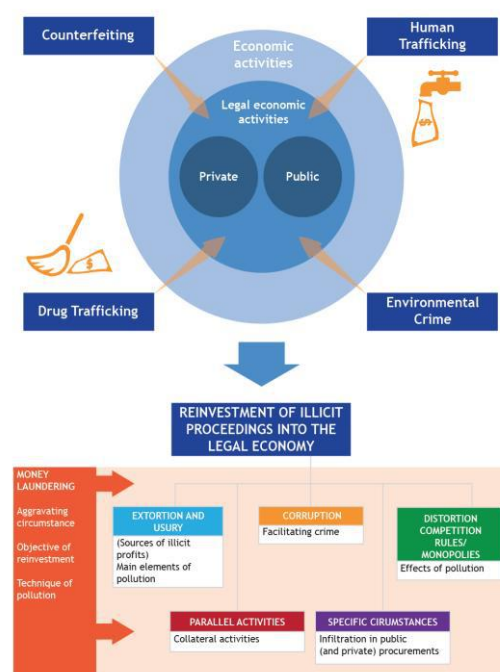 Counterfeiting
Human
Trafficking
Economic
activities
Legal economic
activities
Private
Public
$
$
Drug Trafficking
Environmental
Crime
REINVESTMENT OF ILLICIT
PROCEEDINGS INTO THE
LEGAL ECONOMY
MONEY
LAUNDERING
Aggravating
circumstance
Objective of
reinvestment
Technique of
pollution
EXTORTION AND
USURY
(Sources of illicit
profits)
Main elements of
pollution
CORRUPTION
Facilitating crime
DISTORTION
COMPETITION
RULES/
MONOPOLIES
Effects of pollution
PARALLEL ACTIVITIES
Collateral activities
SPECIFIC CIRUMSTANCES
Infiltration in public
(and private) procurements